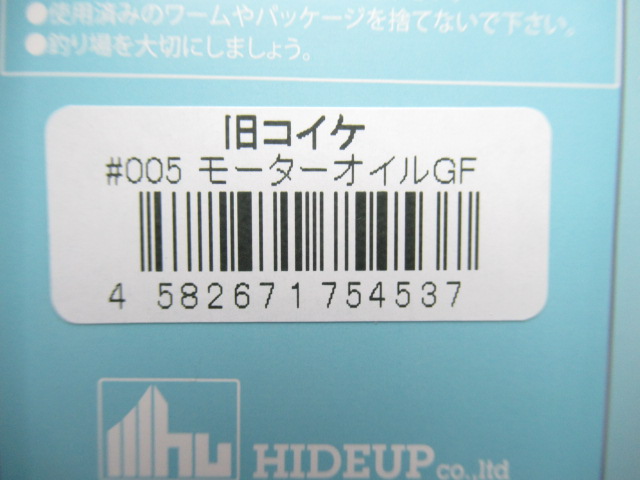 ●使用済みのワームやパッケージを捨てないで下さい。
●釣り場を大切にしましょう。
旧コイケ
#005 モーターオイルGF
4 582671 754537
hu HIDEUP co.,ltd